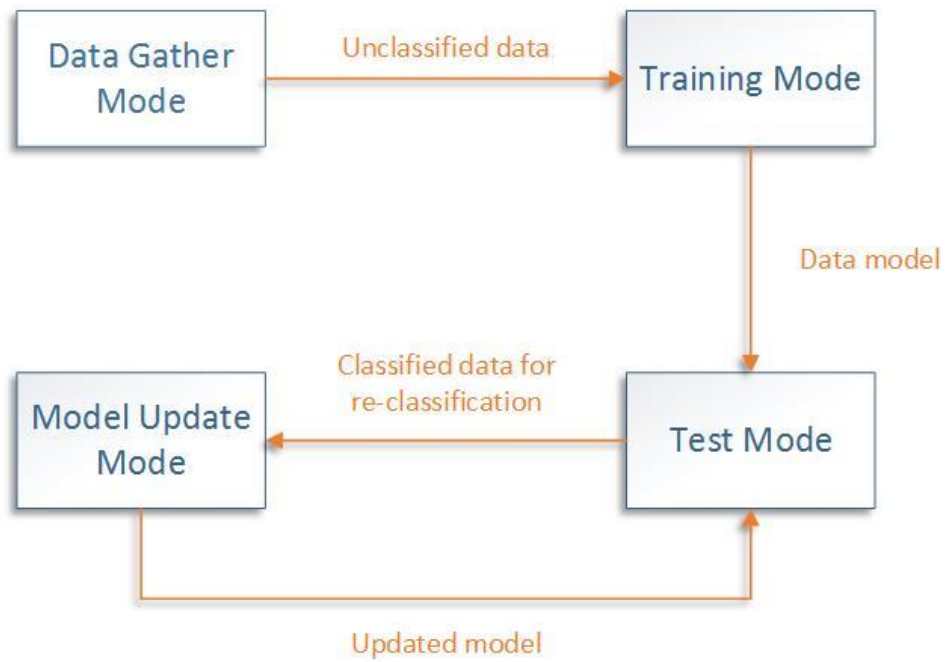 Data Gather
Mode
Unclassified data
Training Mode
Data model
Classified data for
re-classification
Model Update
Mode
Test Mode
Updated model